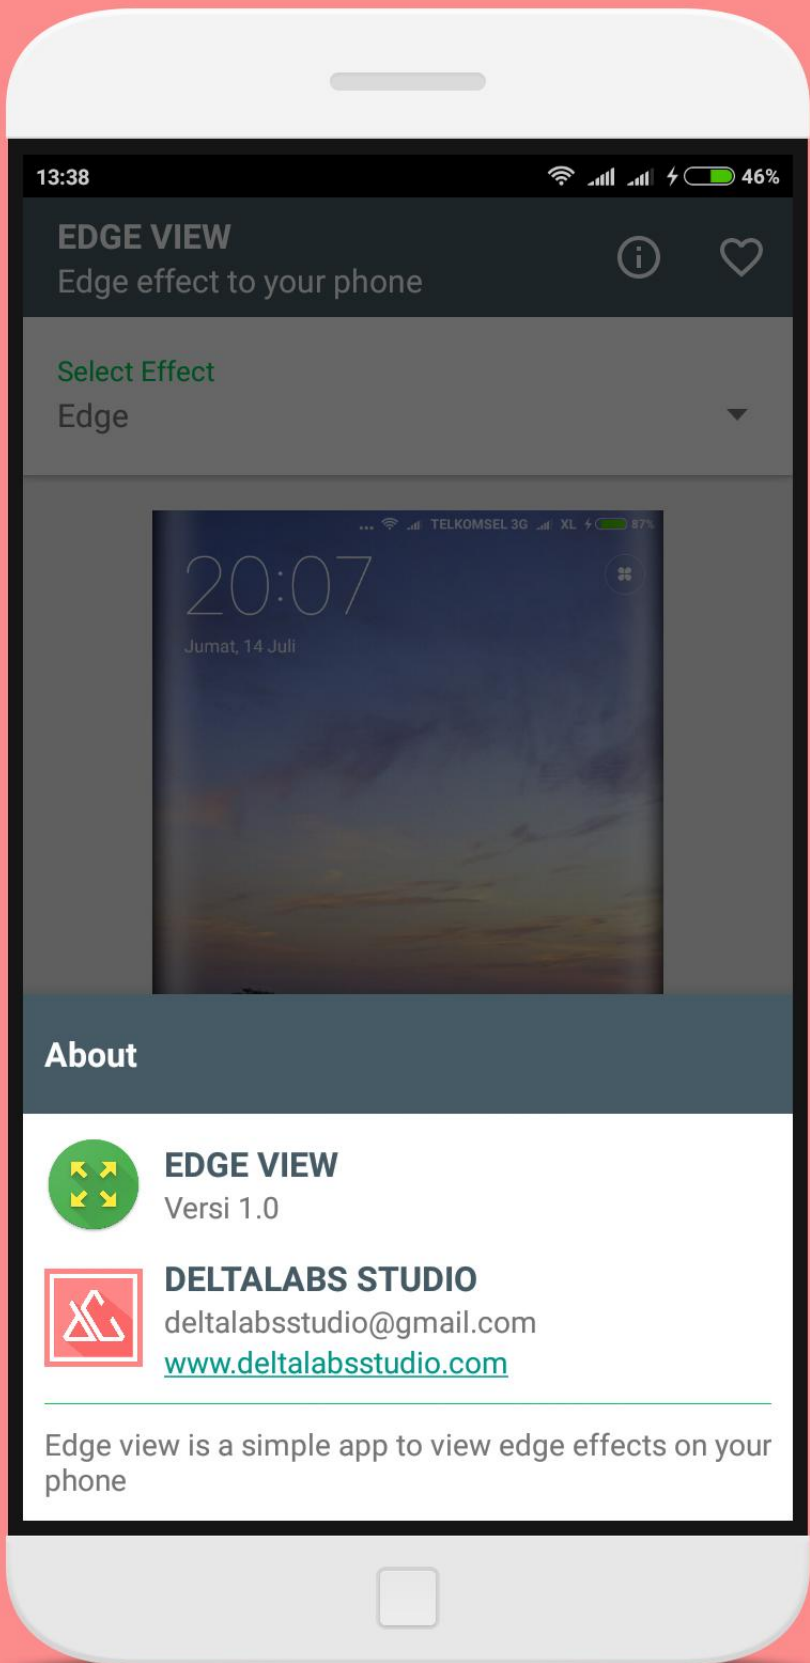 13:38 46%
EDGE VIEW
Edge effect to your phone
Select Effect
Edge
... TELKOMSEL 3G XL 87%
20:07
Jumat, 14 Juli
About
EDGE VIEW
Versi 1.0
DELTALABS STUDIO
deltalabsstudio@gmail.com
www.deltalabsstudio.com
Edge view is a simple app to view edge effects on your
phone